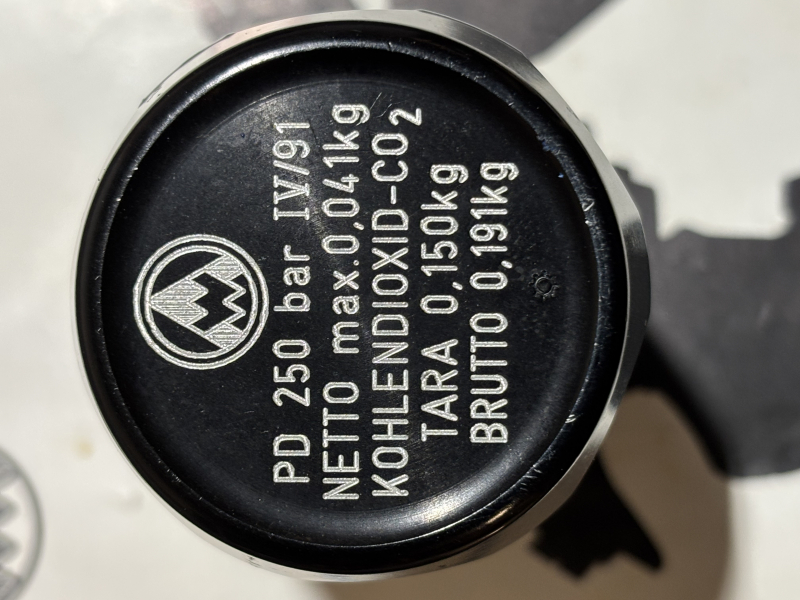 PD 250 bar IV/91
NETTO max.0,041kg
KOHLENDIOXID-CO₂
TARA 0,150kg
BRUTTO 0,191kg